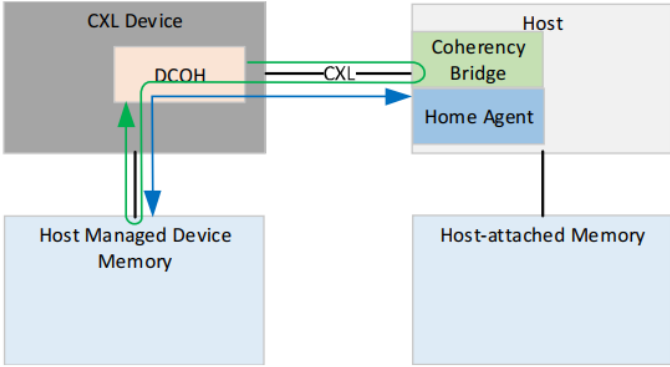 CXL Device
DCOH
CXL
Host
Coherency
Bridge
Home Agent
Host Managed Device
Memory
Host-attached Memory